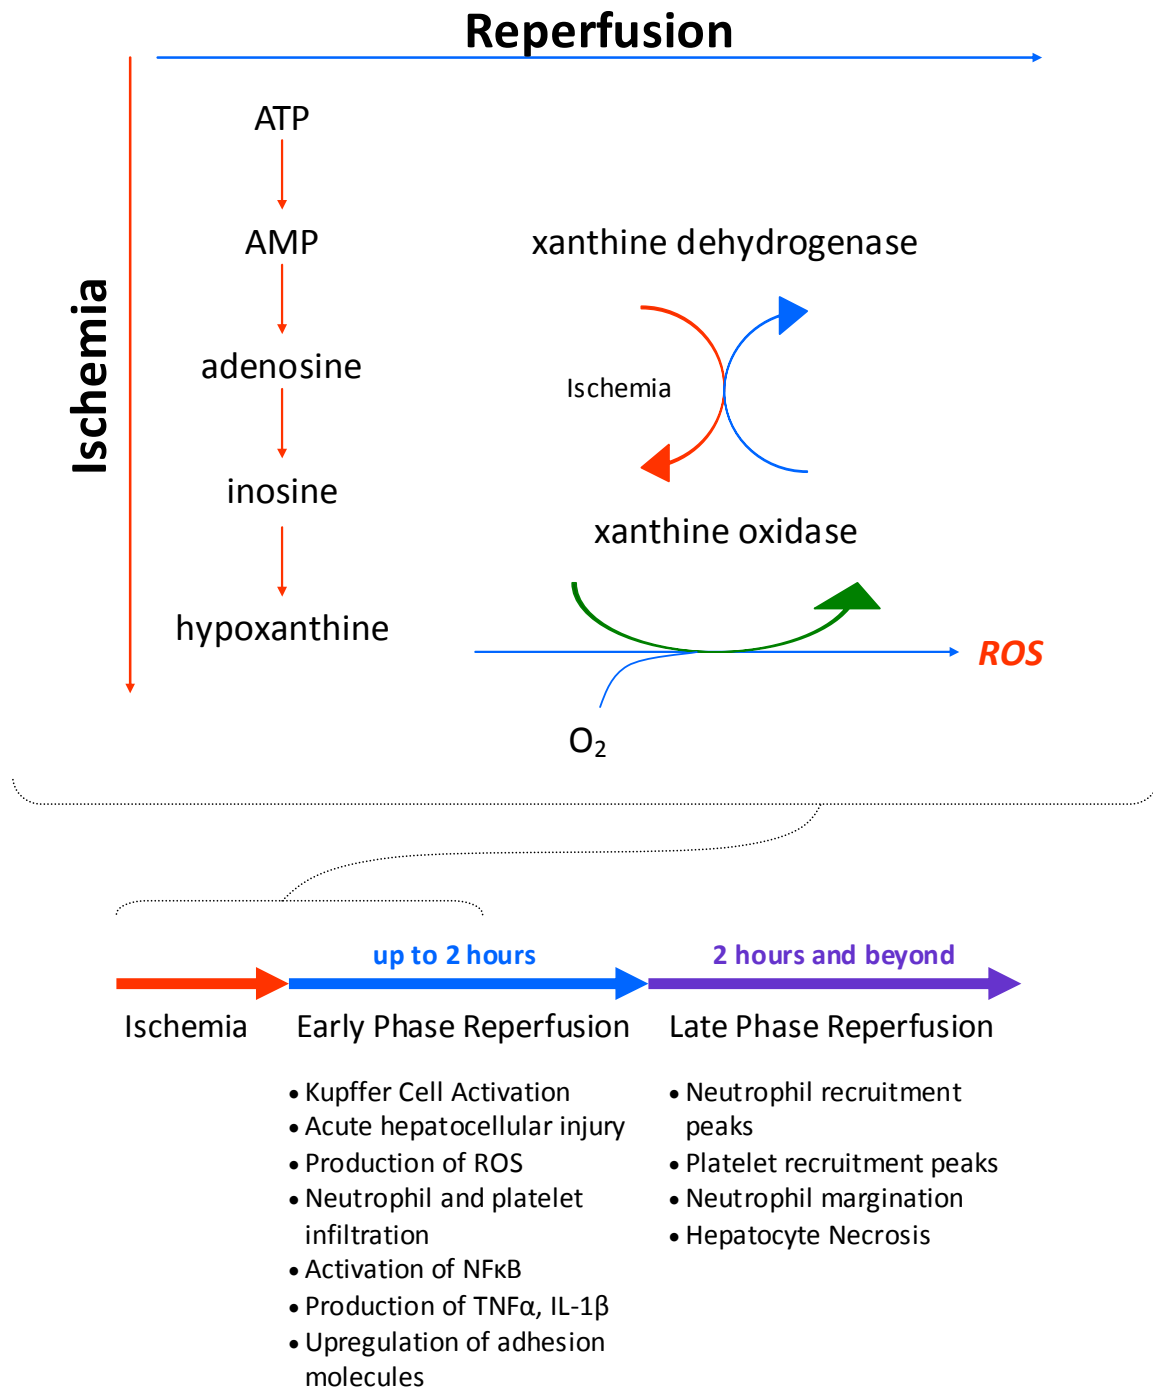 Reperfusion
Ischemia
ATP
AMP
adenosine
inosine
hypoxanthine
xanthine dehydrogenase
Ischemia
xanthine oxidase
ROS
O₂
up to 2 hours
2 hours and beyond
Ischemia
Early Phase Reperfusion
Late Phase Reperfusion
• Kupffer Cell Activation
• Acute hepatocellular injury
• Production of ROS
• Neutrophil and platelet
infiltration
• Activation of NFκB
• Production of TNFα, IL-1β
• Upregulation of adhesion
molecules
• Neutrophil recruitment
peaks
• Platelet recruitment peaks
• Neutrophil margination
• Hepatocyte Necrosis